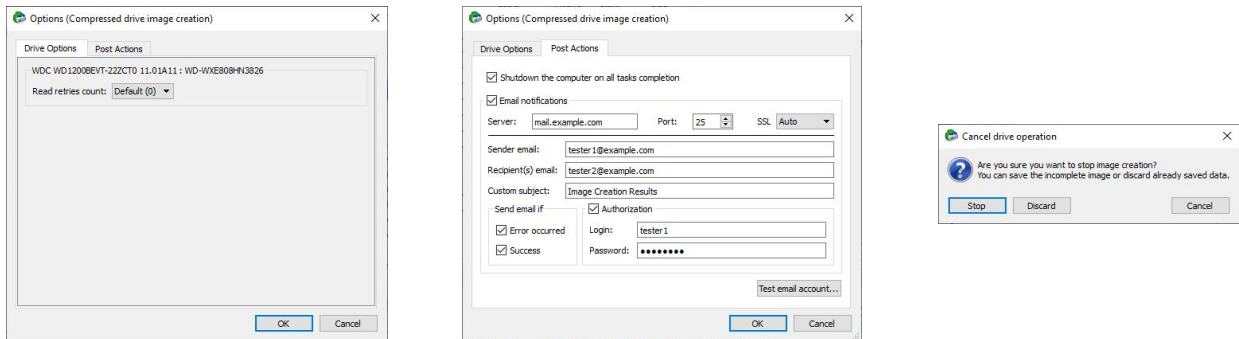 Options (Compressed drive image creation)
Drive Options Post Actions
WDC WD1200BEVT-22ZCT0 11.01A11 : WD-WXE808HN3826
Read retries count: Default (0)
OK Cancel
Options (Compressed drive image creation)
Drive Options Post Actions
Shutdown the computer on all tasks completion
Email notifications
Server: mail.example.com Port: 25 SSL Auto
Sender email: tester1@example.com
Recipient(s) email: tester2@example.com
Custom subject: Image Creation Results
Send email if Authorization
Error occurred Login: tester1
Success Password: ●●●●●●●●
Test email account...
OK Cancel
Cancel drive operation
Are you sure you want to stop image creation?
You can save the incomplete image or discard already saved data.
Stop Discard Cancel